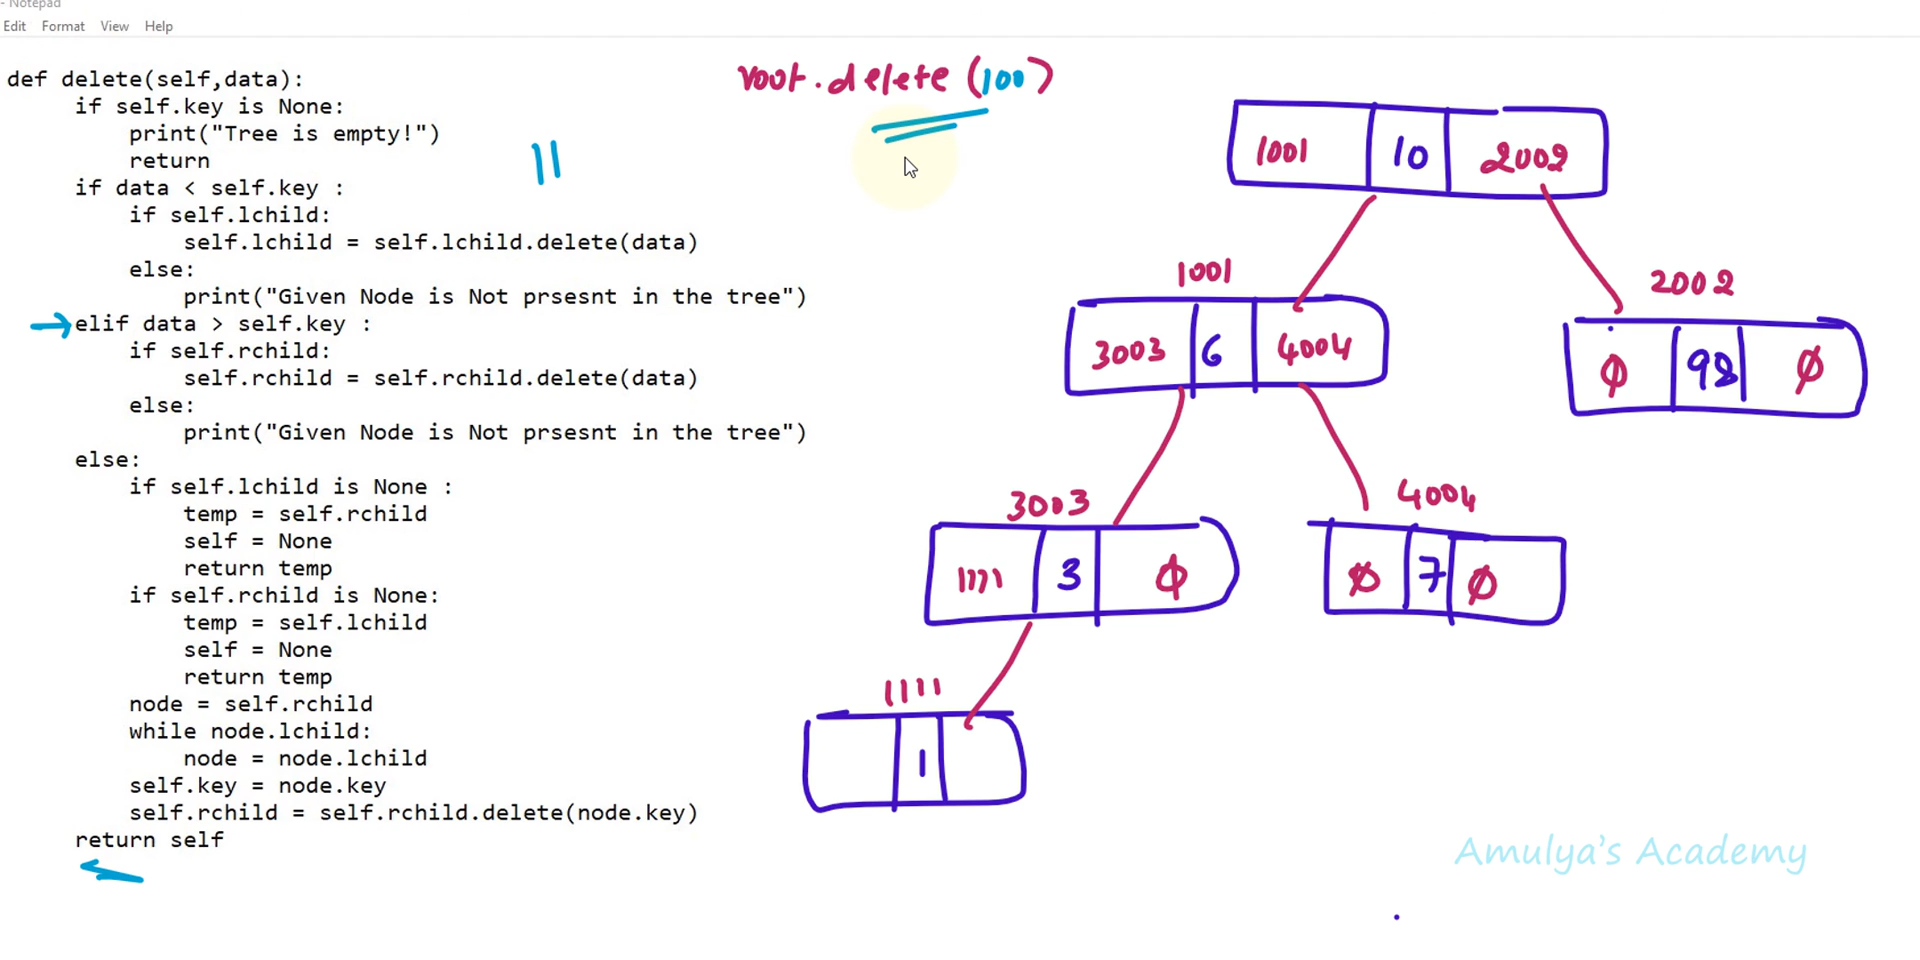 - Notepad
Edit Format View Help
def delete(self,data):
if self.key is None:
print("Tree is empty!")
return
if data < self.key :
if self.lchild:
self.lchild = self.lchild.delete(data)
else:
print("Given Node is Not prsesnt in the tree")
elif data > self.key :
if self.rchild:
self.rchild = self.rchild.delete(data)
else:
print("Given Node is Not prsesnt in the tree")
else:
if self.lchild is None :
temp = self.rchild
self = None
return temp
if self.rchild is None:
temp = self.lchild
self = None
return temp
node = self.rchild
while node.lchild:
node = node.lchild
self.key = node.key
self.rchild = self.rchild.delete(node.key)
return self
root.delete(100)
1001 10 2002
1001
3003 6 4004
2002
φ 98 φ
3003
1111 3 φ
4004
φ 7 φ
1111
1
Amulya's Academy